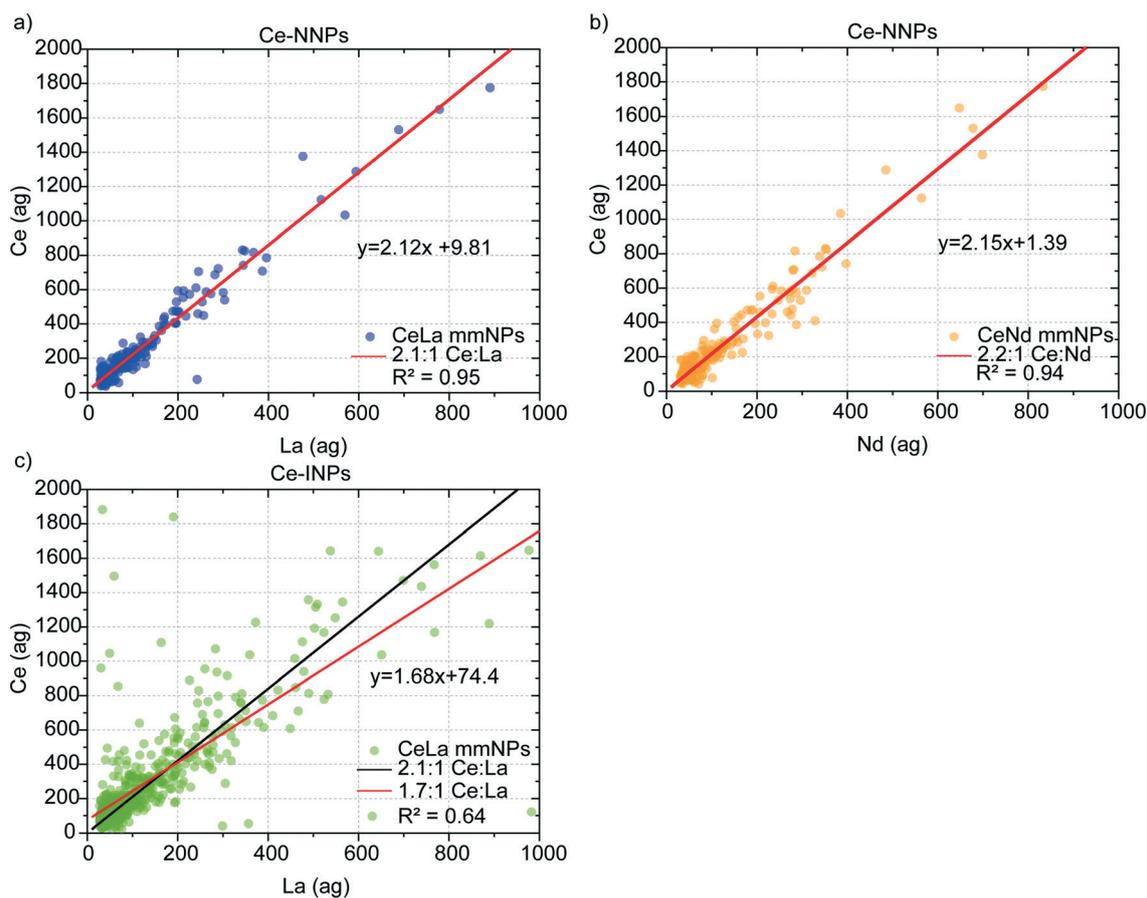 a)
Ce-NNPs
2000
1800
1600
1400
1200
1000
800
600
400
200
0
Ce (ag)
y=2.12x +9.81
CeLa mmNPs
2.1:1 Ce:La
R² = 0.95
0 200 400 600 800 1000
La (ag)
b)
Ce-NNPs
2000
1800
1600
1400
1200
1000
800
600
400
200
0
Ce (ag)
y=2.15x+1.39
CeNd mmNPs
2.2:1 Ce:Nd
R² = 0.94
0 200 400 600 800 1000
Nd (ag)
c)
Ce-INPs
2000
1800
1600
1400
1200
1000
800
600
400
200
0
Ce (ag)
y=1.68x+74.4
CeLa mmNPs
2.1:1 Ce:La
1.7:1 Ce:La
R² = 0.64
0 200 400 600 800 1000
La (ag)